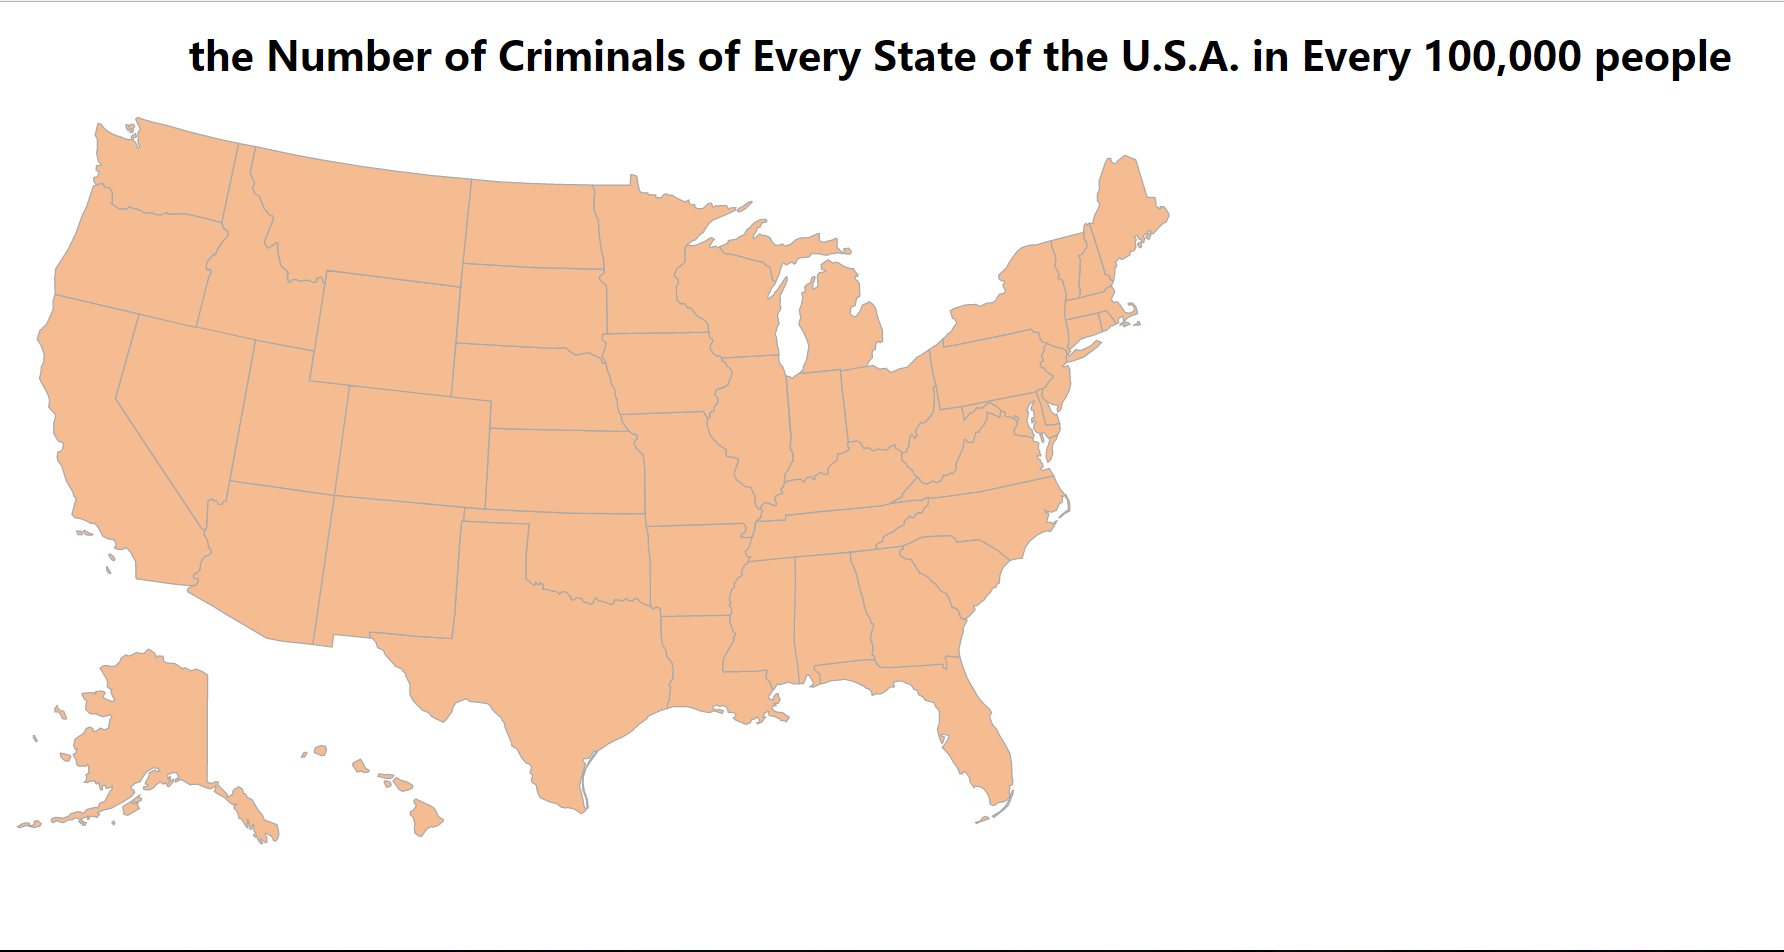 the Number of Criminals of Every State of the U.S.A. in Every 100,000 people